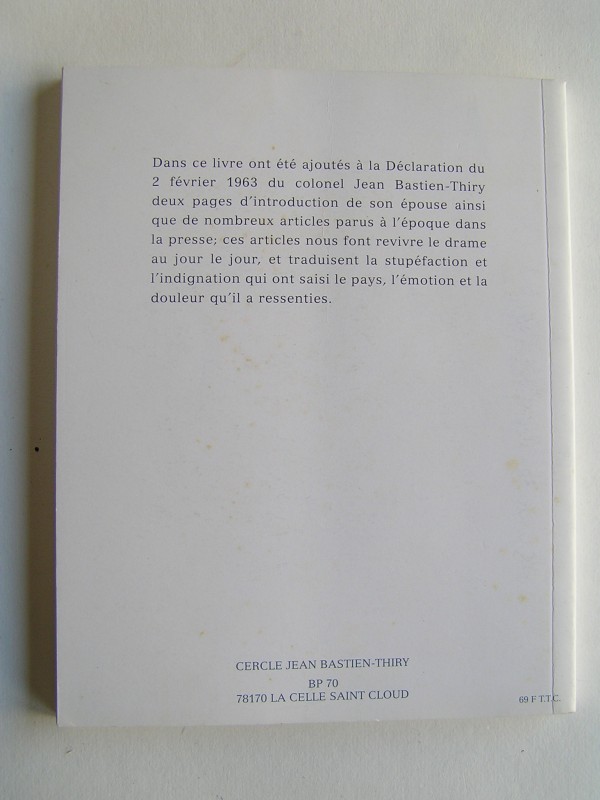 Dans ce livre ont été ajoutés à la Déclaration du
2 février 1963 du colonel Jean Bastien-Thiry
deux pages d'introduction de son épouse ainsi
que de nombreux articles parus à l'époque dans
la presse; ces articles nous font revivre le drame
au jour le jour, et traduisent la stupéfaction et
l'indignation qui ont saisi le pays, l'émotion et la
douleur qu'il a ressenties.
CERCLE JEAN BASTIEN-THIRY
BP 70
78170 LA CELLE SAINT CLOUD
69 F T.T.C.